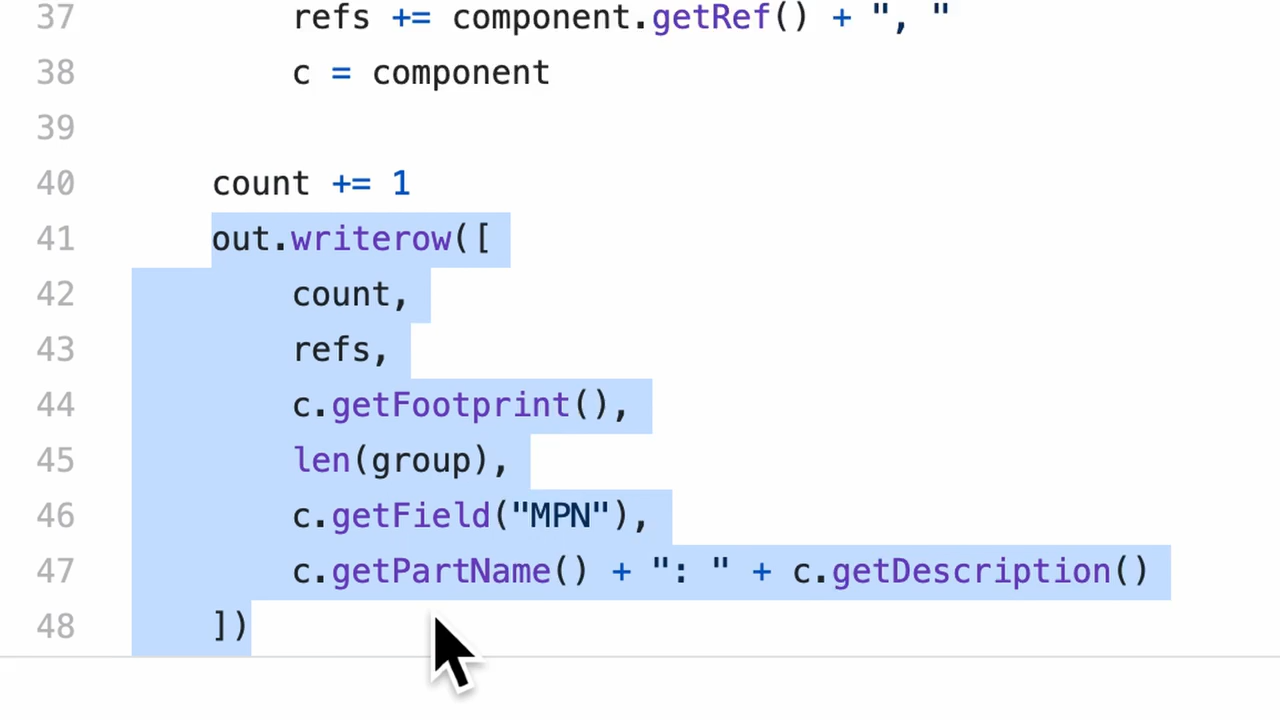 37 refs += component.getRef() + ", "
38 c = component
39
40 count += 1
41 out.writerow([
42 count,
43 refs,
44 c.getFootprint(),
45 len(group),
46 c.getField("MPN"),
47 c.getPartName() + ": " + c.getDescription()
48 ])